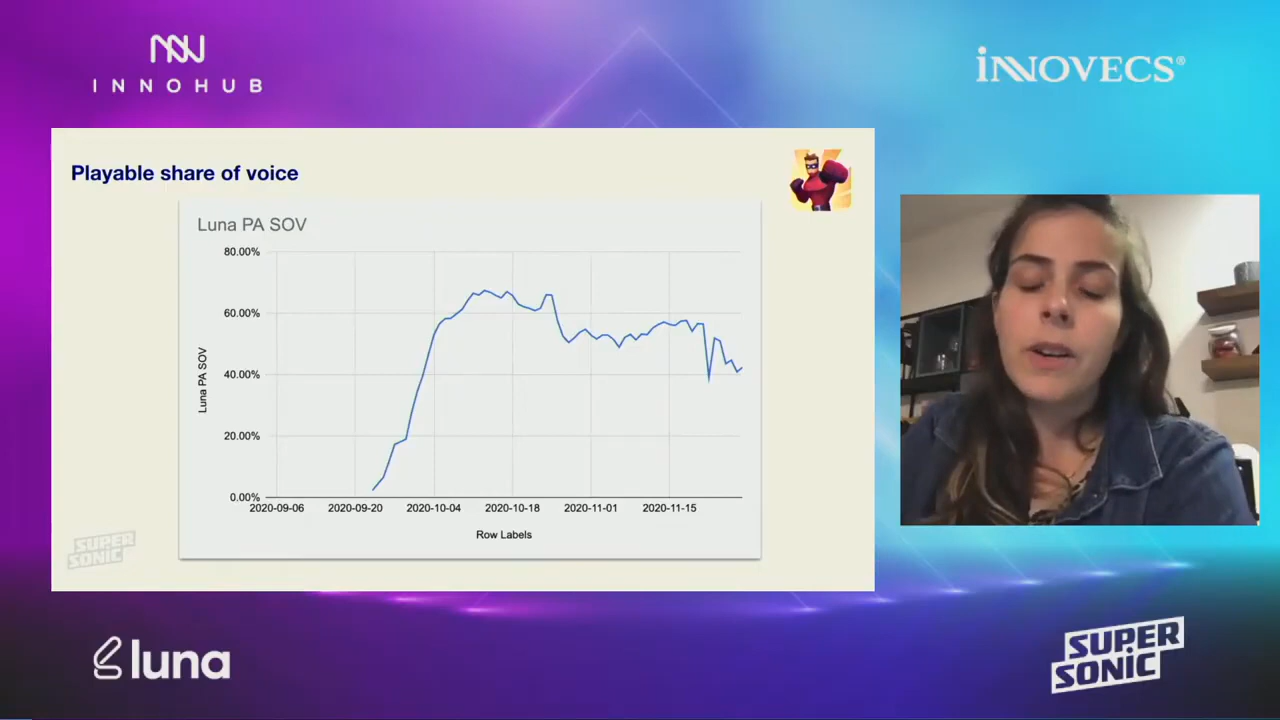 INNOHUB
iNNOVECS®
Playable share of voice
Luna PA SOV
80.00%
60.00%
40.00%
20.00%
0.00%
Luna PA SOV
2020-09-06 2020-09-20 2020-10-04 2020-10-18 2020-11-01 2020-11-15
Row Labels
SUPER
SONIC
luna
SUPER
SONIC